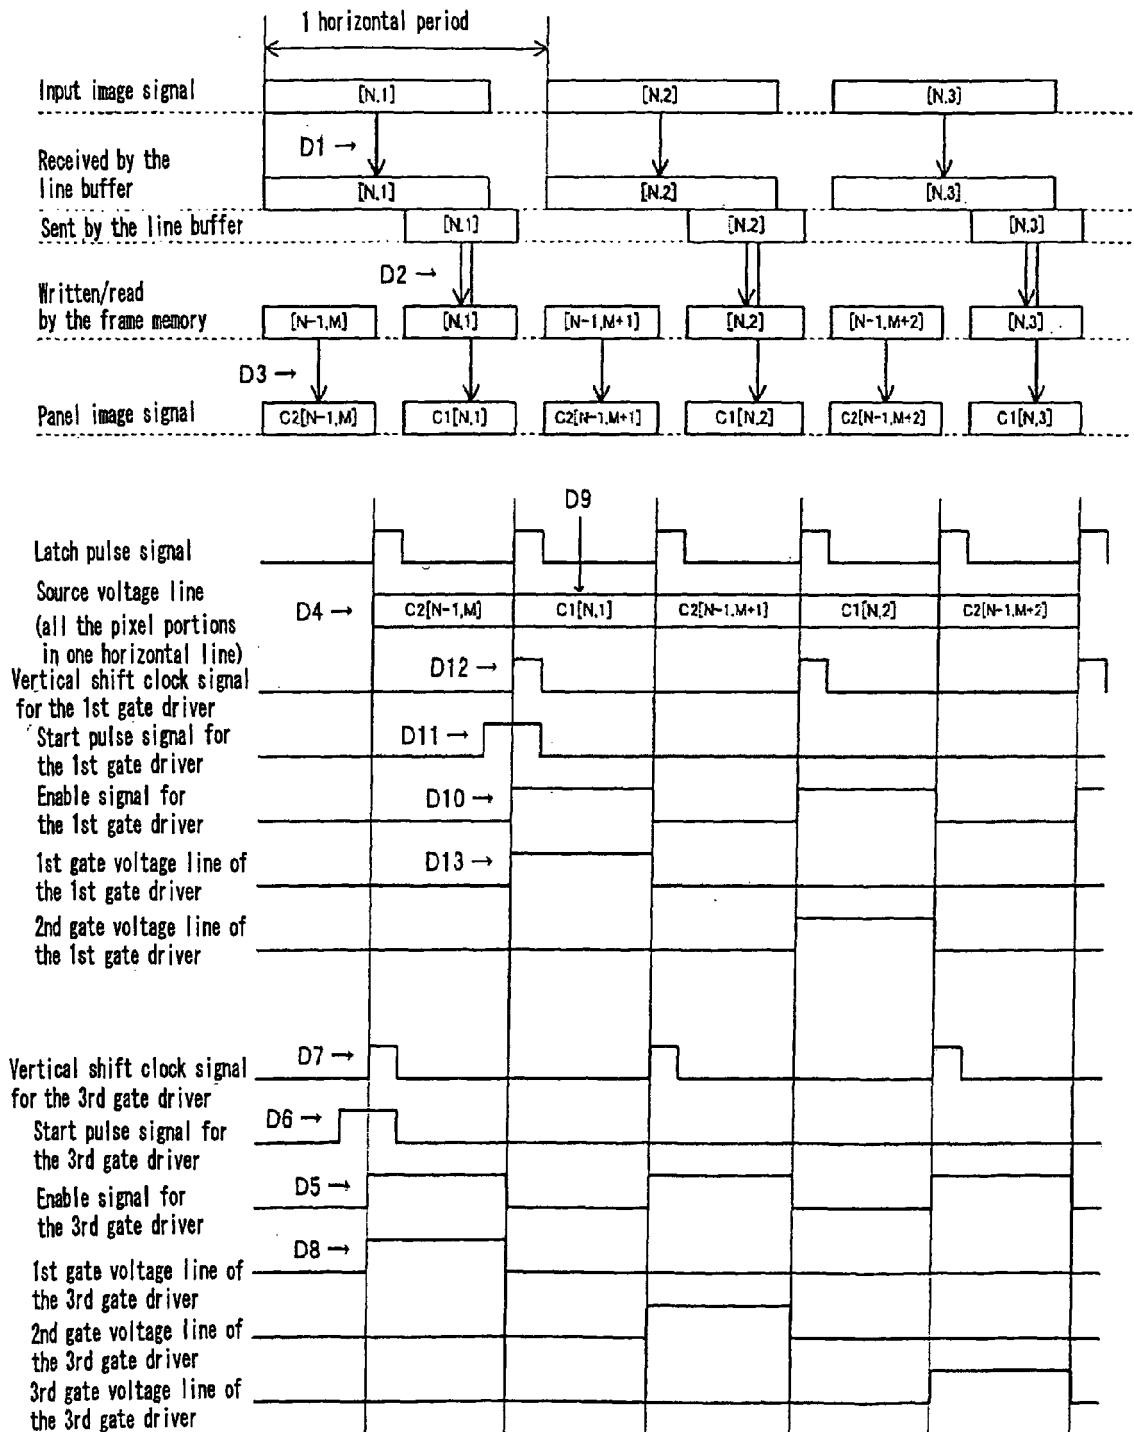 1 horizontal period
Input image signal
[N,1] [N,2] [N,3]
D1 →
Received by the
line buffer
[N,1] [N,2] [N,3]
Sent by the line buffer
[N,1] [N,2] [N,3]
D2 →
Written/read
by the frame memory
[N-1,M] [N,1] [N-1,M+1] [N,2] [N-1,M+2] [N,3]
D3 →
Panel image signal
C2[N-1,M] C1[N,1] C2[N-1,M+1] C1[N,2] C2[N-1,M+2] C1[N,3]
D9
Latch pulse signal
Source voltage line
(all the pixel portions
in one horizontal line)
D4 →
C2[N-1,M] C1[N,1] C2[N-1,M+1] C1[N,2] C2[N-1,M+2]
D12 →
Vertical shift clock signal
for the 1st gate driver
D11 →
Start pulse signal for
the 1st gate driver
D10 →
Enable signal for
the 1st gate driver
D13 →
1st gate voltage line of
the 1st gate driver
2nd gate voltage line of
the 1st gate driver
D7 →
Vertical shift clock signal
for the 3rd gate driver
D6 →
Start pulse signal for
the 3rd gate driver
D5 →
Enable signal for
the 3rd gate driver
D8 →
1st gate voltage line of
the 3rd gate driver
2nd gate voltage line of
the 3rd gate driver
3rd gate voltage line of
the 3rd gate driver